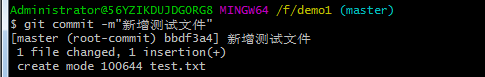 Administrator@56YZIKDUJDGORG8 MINGW64 /f/demo1 (master)
$ git commit -m"新增测试文件"
[master (root-commit) bbdf3a4] 新增测试文件
 1 file changed, 1 insertion(+)
 create mode 100644 test.txt